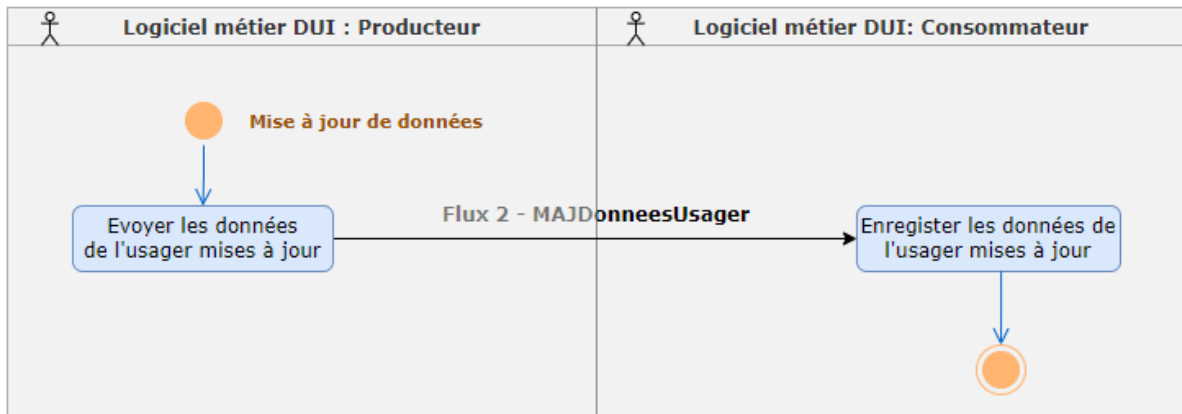 Logiciel métier DUI : Producteur
Logiciel métier DUI: Consommateur
Mise à jour de données
Flux 2 - MAJDonneesUsager
Evoyer les données
de l'usager mises à jour
Enregister les données de
l'usager mises à jour